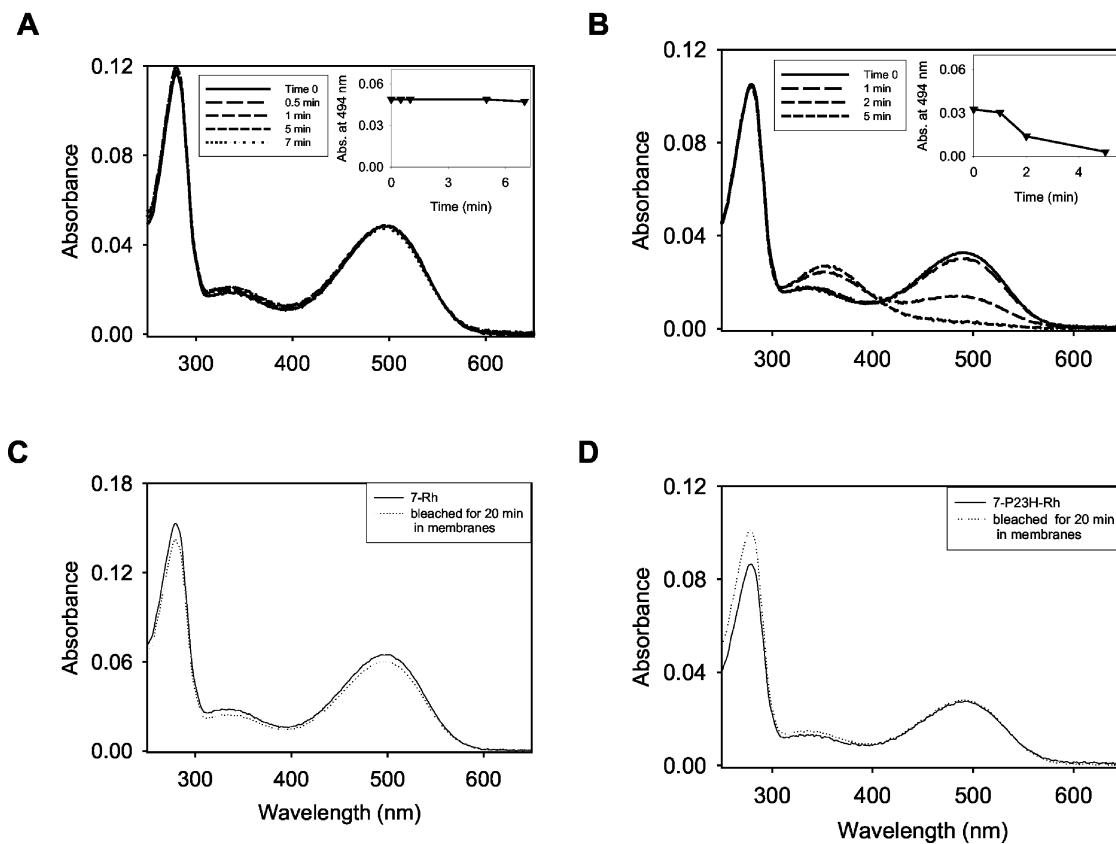 A
0.12
0.08
0.04
0.00
Absorbance
300
400
500
600
Time 0
0.5 min
1 min
5 min
7 min
Abs. at 494 nm
0.06
0.03
0.00
0
3
6
Time (min)
B
0.12
0.08
0.04
0.00
Absorbance
300
400
500
600
Time 0
1 min
2 min
5 min
Abs. at 494 nm
0.06
0.03
0.00
0
2
4
Time (min)
C
0.18
0.12
0.06
0.00
Absorbance
300
400
500
600
Wavelength (nm)
7-Rh
bleached for 20 min
in membranes
D
0.12
0.08
0.04
0.00
Absorbance
300
400
500
600
Wavelength (nm)
7-P23H-Rh
bleached for 20 min
in membranes